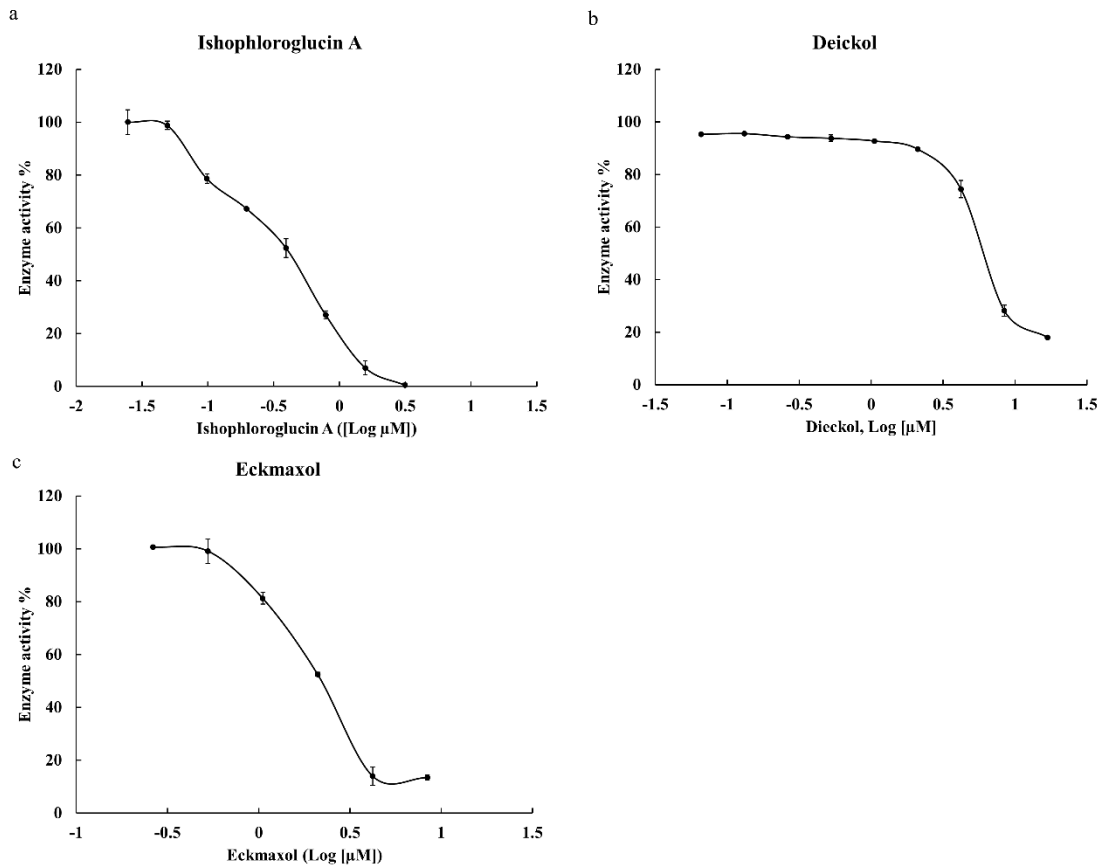 a
Ishophloroglucin A
120
100
80
60
40
20
0
Enzyme activity %
-2 -1.5 -1 -0.5 0 0.5 1 1.5
Ishophloroglucin A ([Log µM])
b
Deickol
120
100
80
60
40
20
0
Enzyme activity %
-1.5 -1 -0.5 0 0.5 1 1.5
Dieckol, Log [µM]
c
Eckmaxol
120
100
80
60
40
20
0
Enzyme activity %
-1 -0.5 0 0.5 1 1.5
Eckmaxol (Log [µM])